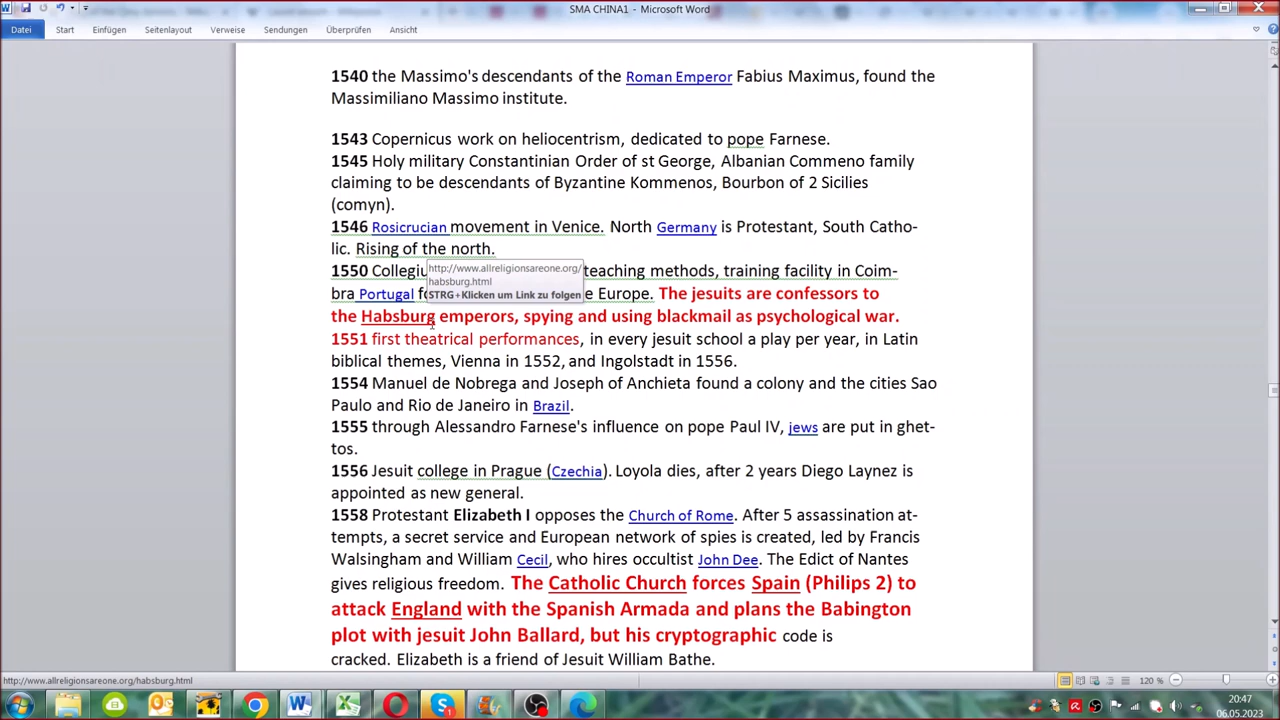 SMA CHINA1 - Microsoft Word
Datei Start Einfügen Seitenlayout Verweise Sendungen Überprüfen Ansicht
1540 the Massimo's descendants of the Roman Emperor Fabius Maximus, found the
Massimiliano Massimo institute.
1543 Copernicus work on heliocentrism, dedicated to pope Farnese.
1545 Holy military Constantinian Order of st George, Albanian Commeno family
claiming to be descendants of Byzantine Kommenos, Bourbon of 2 Sicilies
(comyn).
1546 Rosicrucian movement in Venice. North Germany is Protestant, South Catho-
lic. Rising of the north.
1550 Collegiu teaching methods, training facility in Coim-
http://www.allreligionsareone.org/
habsburg.html
STRG+Klicken um Link zu folgen
bra Portugal f e Europe. The jesuits are confessors to
the Habsburg emperors, spying and using blackmail as psychological war.
1551 first theatrical performances, in every jesuit school a play per year, in Latin
biblical themes, Vienna in 1552, and Ingolstadt in 1556.
1554 Manuel de Nobrega and Joseph of Anchieta found a colony and the cities Sao
Paulo and Rio de Janeiro in Brazil.
1555 through Alessandro Farnese's influence on pope Paul IV, jews are put in ghet-
tos.
1556 Jesuit college in Prague (Czechia). Loyola dies, after 2 years Diego Laynez is
appointed as new general.
1558 Protestant Elizabeth I opposes the Church of Rome. After 5 assassination at-
tempts, a secret service and European network of spies is created, led by Francis
Walsingham and William Cecil, who hires occultist John Dee. The Edict of Nantes
gives religious freedom. The Catholic Church forces Spain (Philips 2) to
attack England with the Spanish Armada and plans the Babington
plot with jesuit John Ballard, but his cryptographic code is
cracked. Elizabeth is a friend of Jesuit William Bathe.
http://www.allreligionsareone.org/habsburg.html
120 %
20:47
06.05.2023